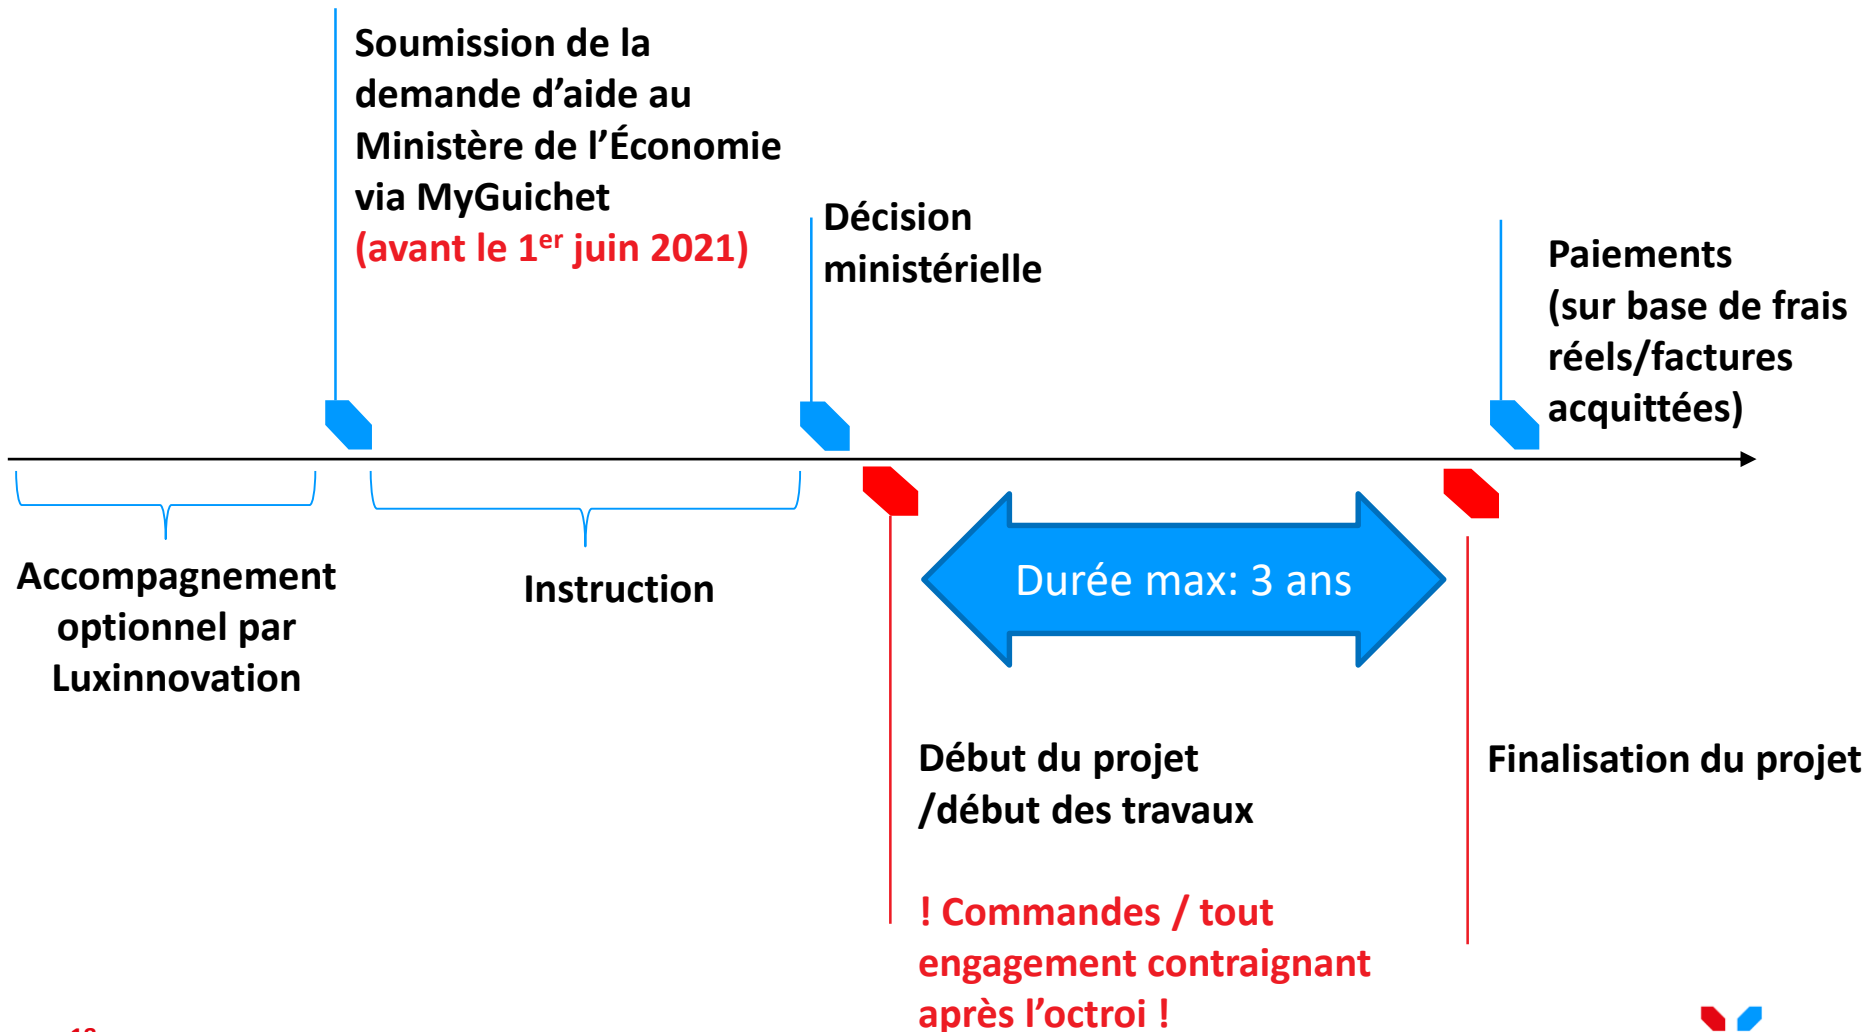 Soumission de la
demande d’aide au
Ministère de l’Économie
via MyGuichet
(avant le 1er juin 2021)
Décision
ministérielle
Paiements
(sur base de frais
réels/factures
acquittées)
Accompagnement
optionnel par
Luxinnovation
Instruction
Durée max: 3 ans
Début du projet
/début des travaux
! Commandes / tout
engagement contraignant
après l’octroi !
Finalisation du projet